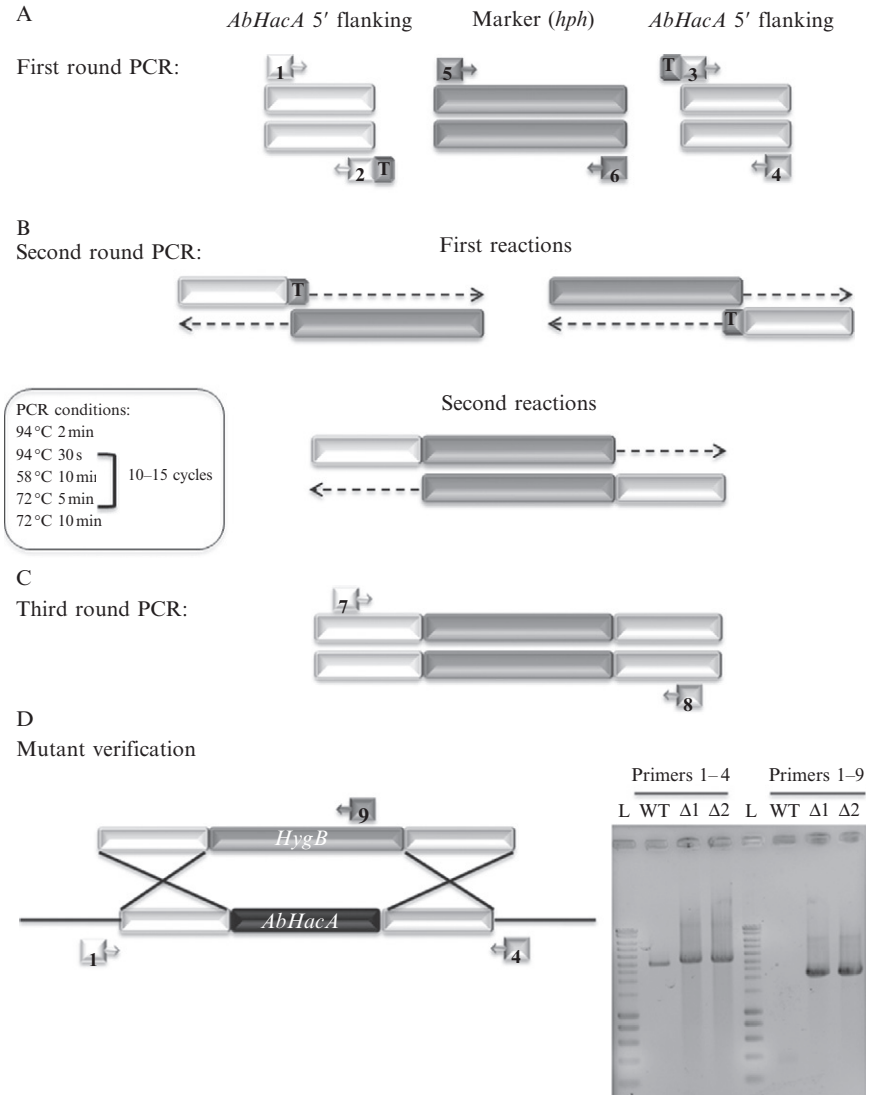 A
AbHacA 5′ flanking Marker (hph) AbHacA 5′ flanking
First round PCR:
1 5 T 3
2 T 6 4
B
Second round PCR:
First reactions
T
T
Second reactions
PCR conditions:
94 °C 2 min
94 °C 30 s
58 °C 10 min
72 °C 5 min
72 °C 10 min
10–15 cycles
C
Third round PCR:
7
8
D
Mutant verification
9
HygB
AbHacA
1
4
Primers 1–4 Primers 1–9
L WT Δ1 Δ2 L WT Δ1 Δ2